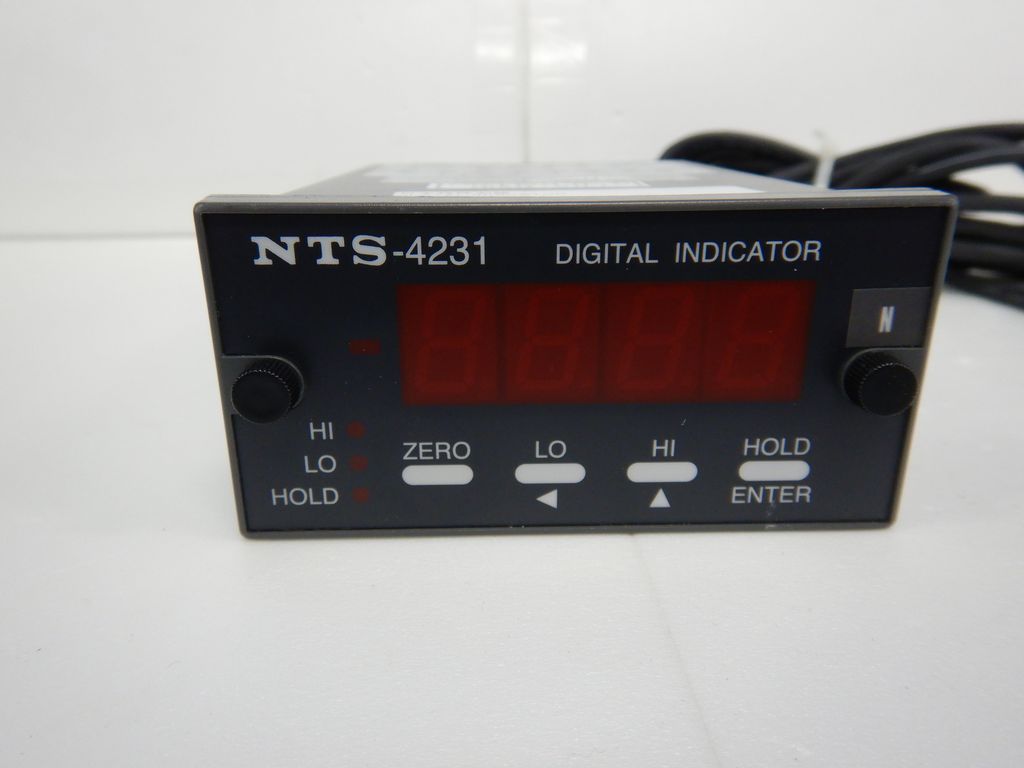 NTS-4231 DIGITAL INDICATOR
N
HI
LO
HOLD
ZERO LO HI HOLD
◀ ▲ ENTER